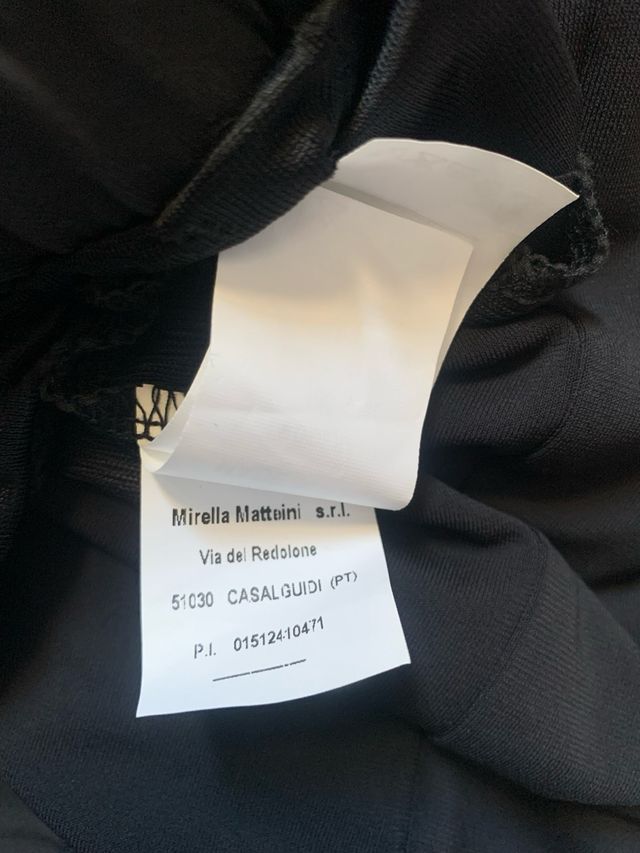 Mirella Matteini s.r.l.
Via del Redolone
51030 CASALGUIDI (PT)
P.I. 01512410471